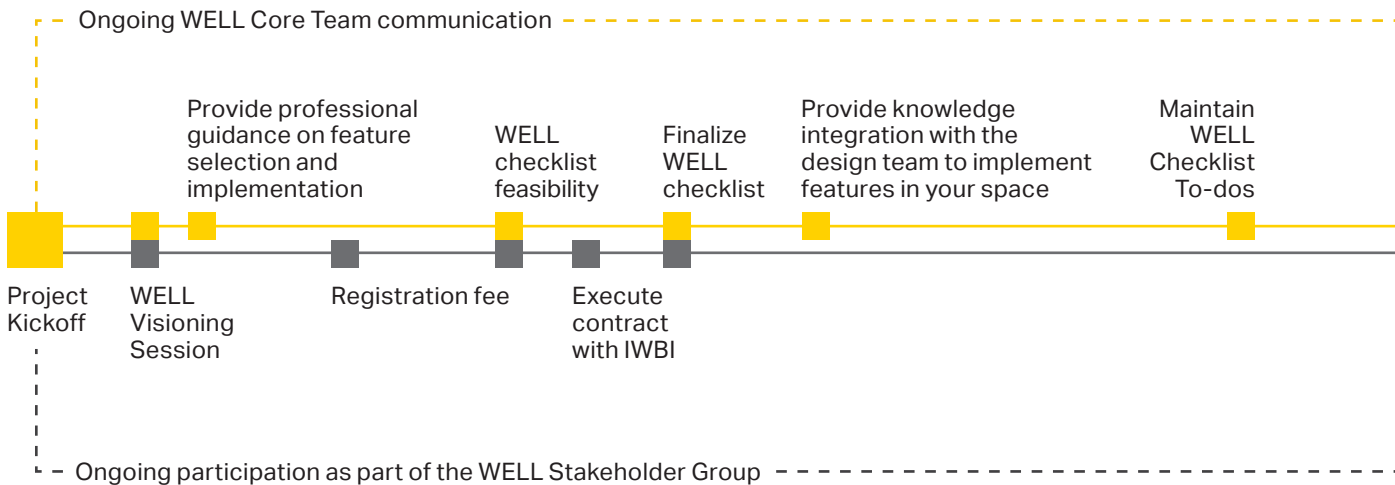 Ongoing WELL Core Team communication
Provide professional
guidance on feature
selection and
implementation
WELL
checklist
feasibility
Finalize
WELL
checklist
Provide knowledge
integration with the
design team to implement
features in your space
Maintain
WELL
Checklist
To-dos
Project
Kickoff
WELL
Visioning
Session
Registration fee
Execute
contract
with IWBI
Ongoing participation as part of the WELL Stakeholder Group